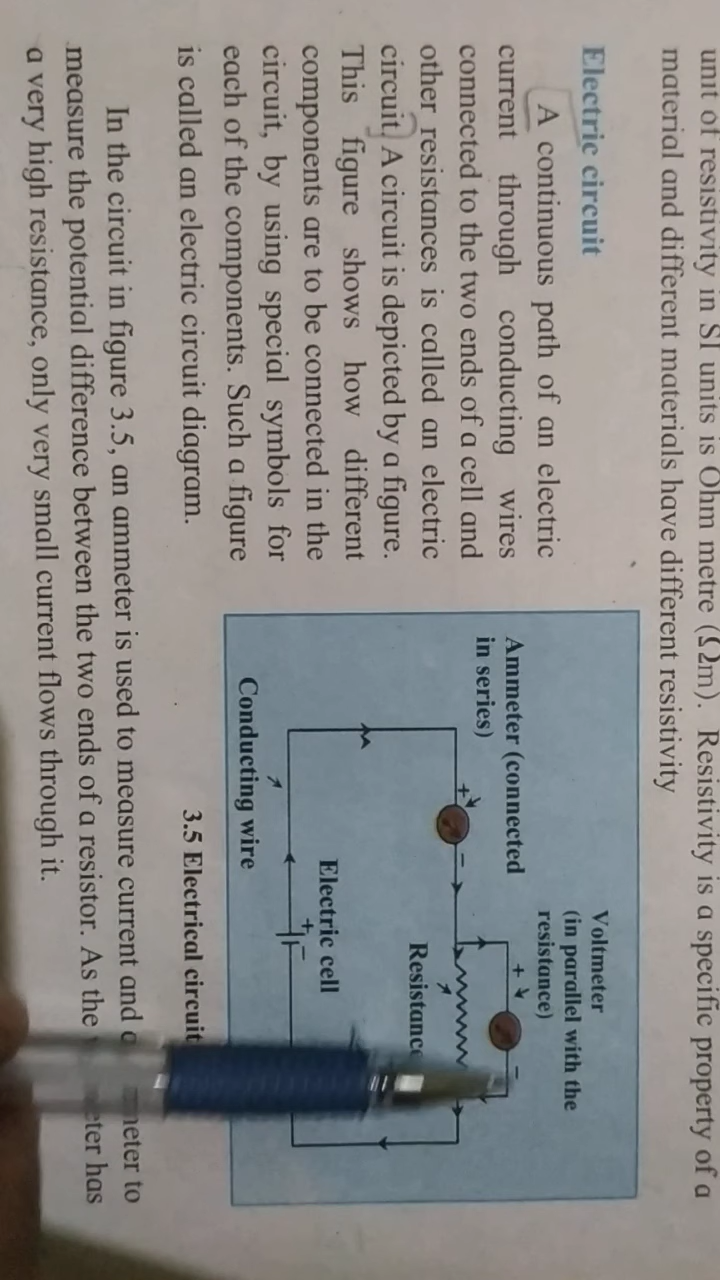 unit of resistivity in SI units is Ohm metre (Ωm). Resistivity is a specific property of a
material and different materials have different resistivity
Electric circuit
A continuous path of an electric
current through conducting wires
connected to the two ends of a cell and
other resistances is called an electric
circuit. A circuit is depicted by a figure.
This figure shows how different
components are to be connected in the
circuit, by using special symbols for
each of the components. Such a figure
is called an electric circuit diagram.
Voltmeter
(in parallel with the
resistance)
+ -
Ammeter (connected
in series)
+ -
Resistance
Electric cell
+ -
Conducting wire
3.5 Electrical circuit
In the circuit in figure 3.5, an ammeter is used to measure current and to
measure the potential difference between the two ends of a resistor. As the has
a very high resistance, only very small current flows through it.